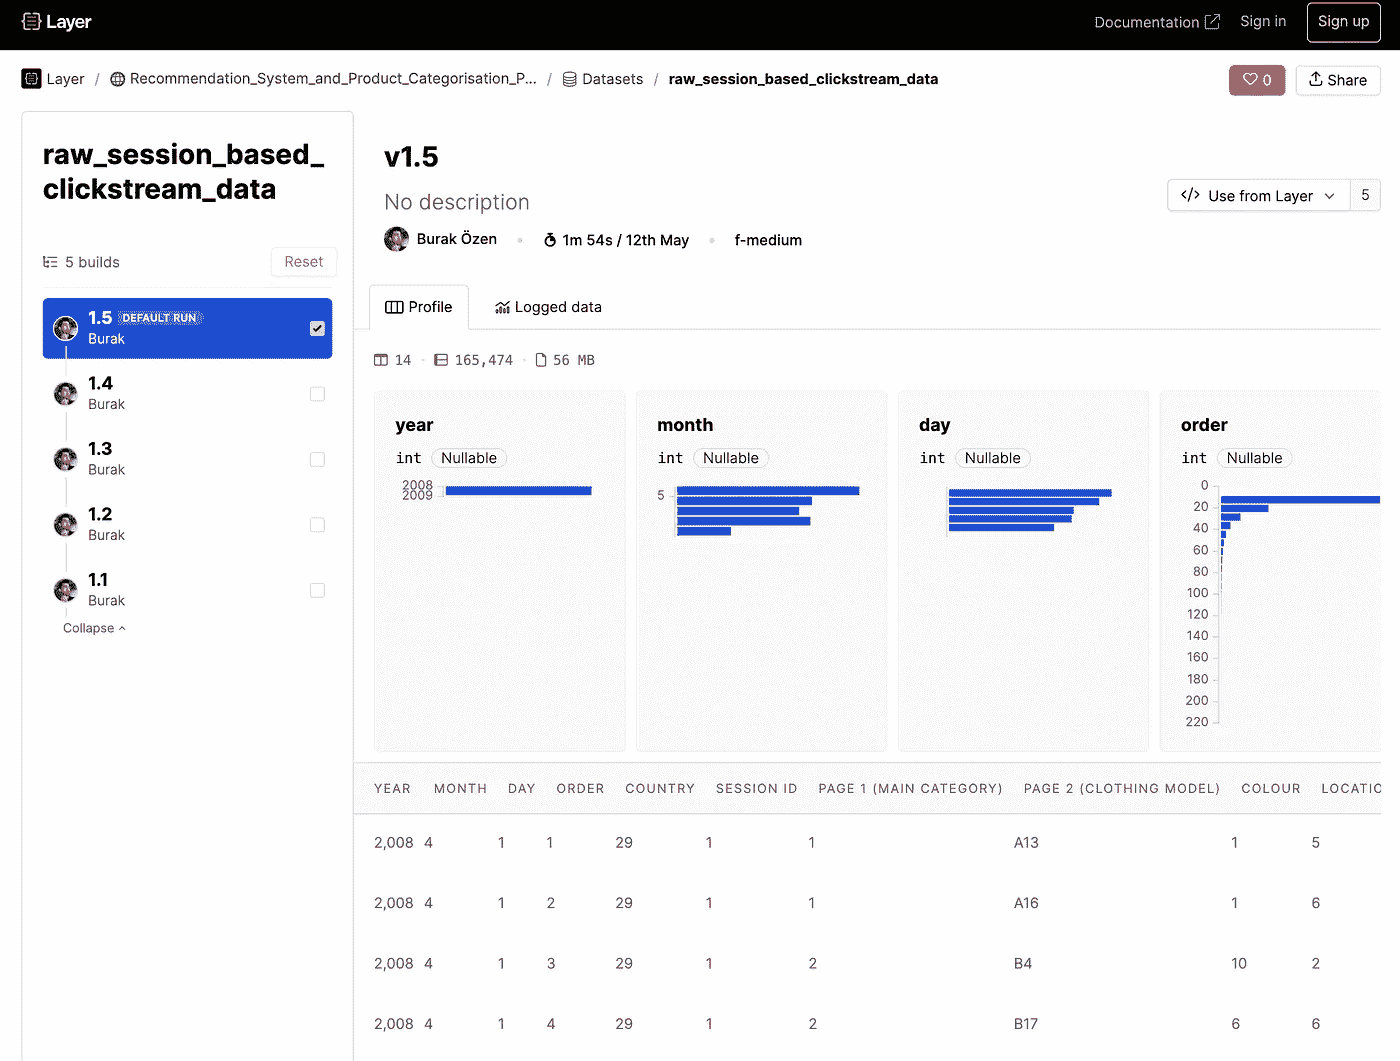 Layer
Documentation Sign in Sign up
Layer / Recommendation_System_and_Product_Categorisation_P... / Datasets / raw_session_based_clickstream_data
0 Share
raw_session_based_
clickstream_data
5 builds Reset
1.5 DEFAULT RUN
Burak
1.4
Burak
1.3
Burak
1.2
Burak
1.1
Burak
Collapse
v1.5
No description
Use from Layer 5
Burak Özen 1m 54s / 12th May f-medium
Profile Logged data
14 · 165,474 · 56 MB
year
int Nullable
2008
2009
month
int Nullable
5
day
int Nullable
order
int Nullable
0
20
40
60
80
100
120
140
160
180
200
220
YEAR MONTH DAY ORDER COUNTRY SESSION ID PAGE 1 (MAIN CATEGORY) PAGE 2 (CLOTHING MODEL) COLOUR LOCATIO
2,008 4 1 1 29 1 1 A13 1 5
2,008 4 1 2 29 1 1 A16 1 6
2,008 4 1 3 29 1 2 B4 10 2
2,008 4 1 4 29 1 2 B17 6 6